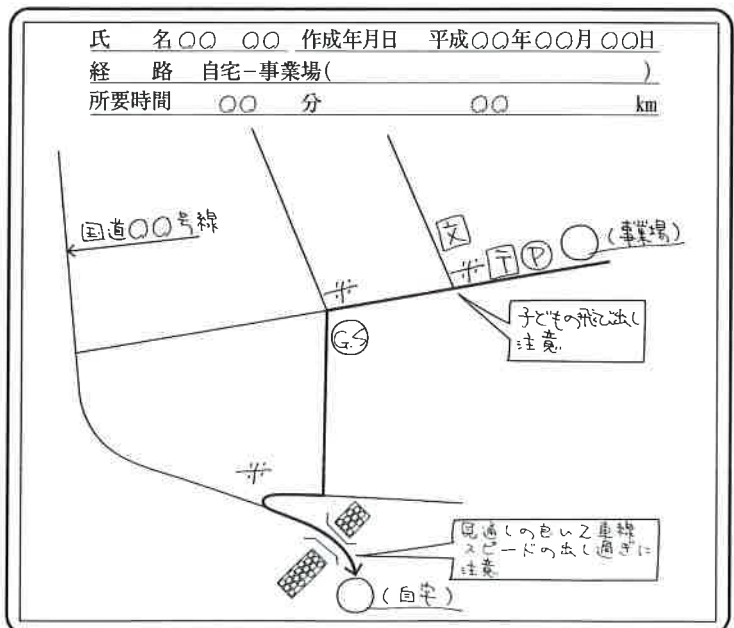 氏 名○○ ○○ 作成年月日 平成○○年○○月○○日
経 路 自宅-事業場( )
所要時間 ○○ 分 ○○ km
国道○○号線
文
〒 P (事業場)
G.S
子どもの飛び出し
注意
見通しの良い2車線
スピードの出し過ぎに
注意
(自宅)